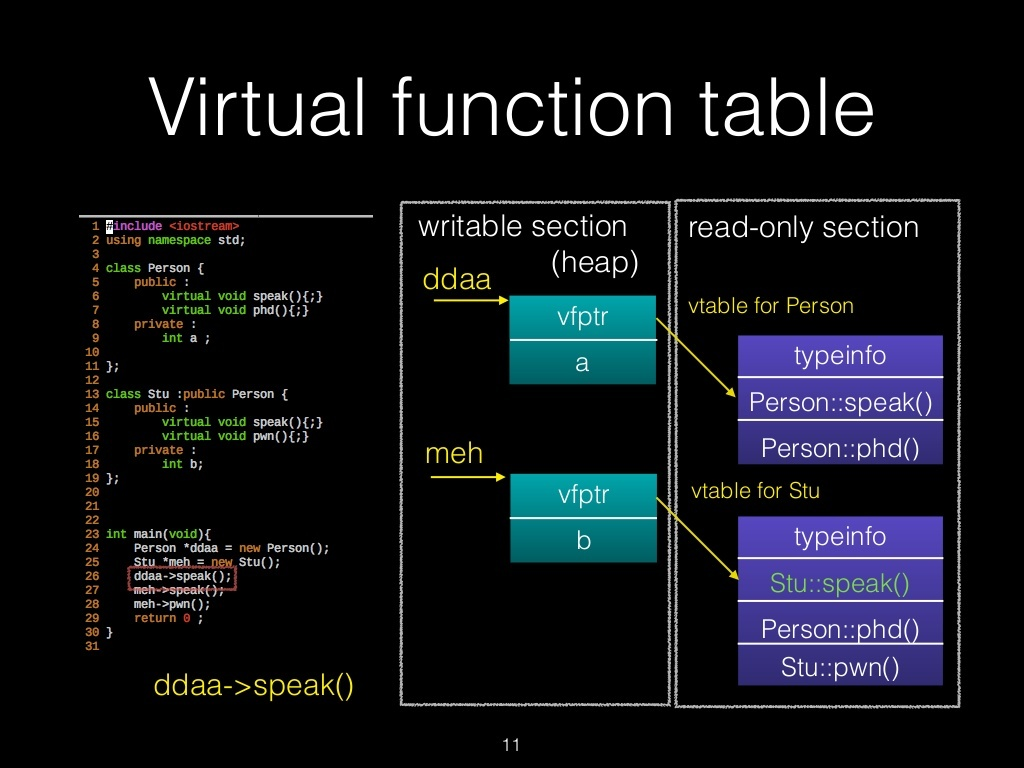 Virtual function table
1 #include <iostream>
2 using namespace std;
3
4 class Person {
5     public :
6         virtual void speak(){;}
7         virtual void phd(){;}
8     private :
9         int a ;
10
11 };
12
13 class Stu :public Person {
14     public :
15         virtual void speak(){;}
16         virtual void pwn(){;}
17     private :
18         int b;
19 };
20
21
22
23 int main(void){
24     Person *ddaa = new Person();
25     Stu *meh = new Stu();
26     ddaa->speak();
27     meh->speak();
28     meh->pwn();
29     return 0 ;
30 }
31
ddaa->speak()
writable section
(heap)
ddaa
vfptr
a
meh
vfptr
b
read-only section
vtable for Person
typeinfo
Person::speak()
Person::phd()
vtable for Stu
typeinfo
Stu::speak()
Person::phd()
Stu::pwn()
11